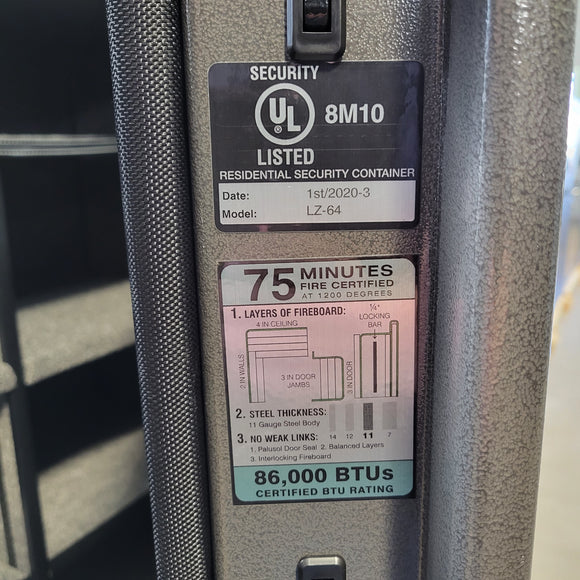 SECURITY
UL
®
8M10
LISTED
RESIDENTIAL SECURITY CONTAINER
Date: 1st/2020-3
Model: LZ-64
75 MINUTES
FIRE CERTIFIED
AT 1200 DEGREES
1. LAYERS OF FIREBOARD:
4 IN CEILING
¼"
LOCKING
BAR
2 IN WALLS
3 IN DOOR
JAMBS
3 IN DOOR
2. STEEL THICKNESS:
11 Gauge Steel Body
14 12 11 7
3. NO WEAK LINKS:
1. Palusol Door Seal 2. Balanced Layers
3. Interlocking Fireboard
86,000 BTUs
CERTIFIED BTU RATING